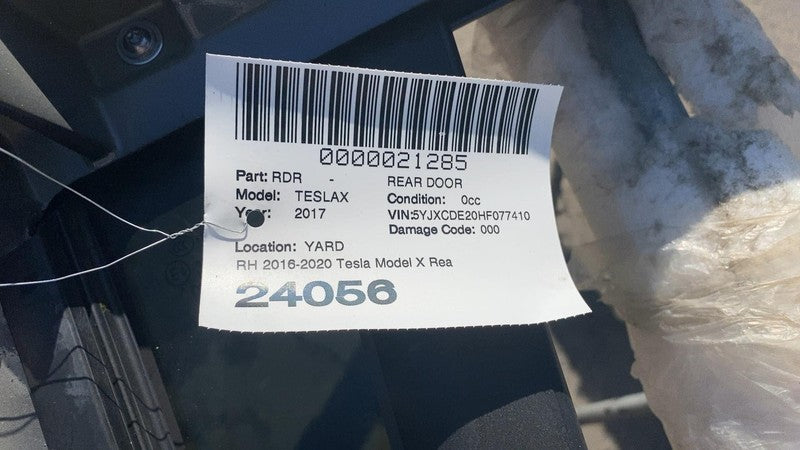 0000021285
Part: RDR - REAR DOOR
Model: TESLAX Condition: 0cc
Year: 2017 VIN:5YJXCDE20HF077410
Damage Code: 000
Location: YARD
RH 2016-2020 Tesla Model X Rea
24056